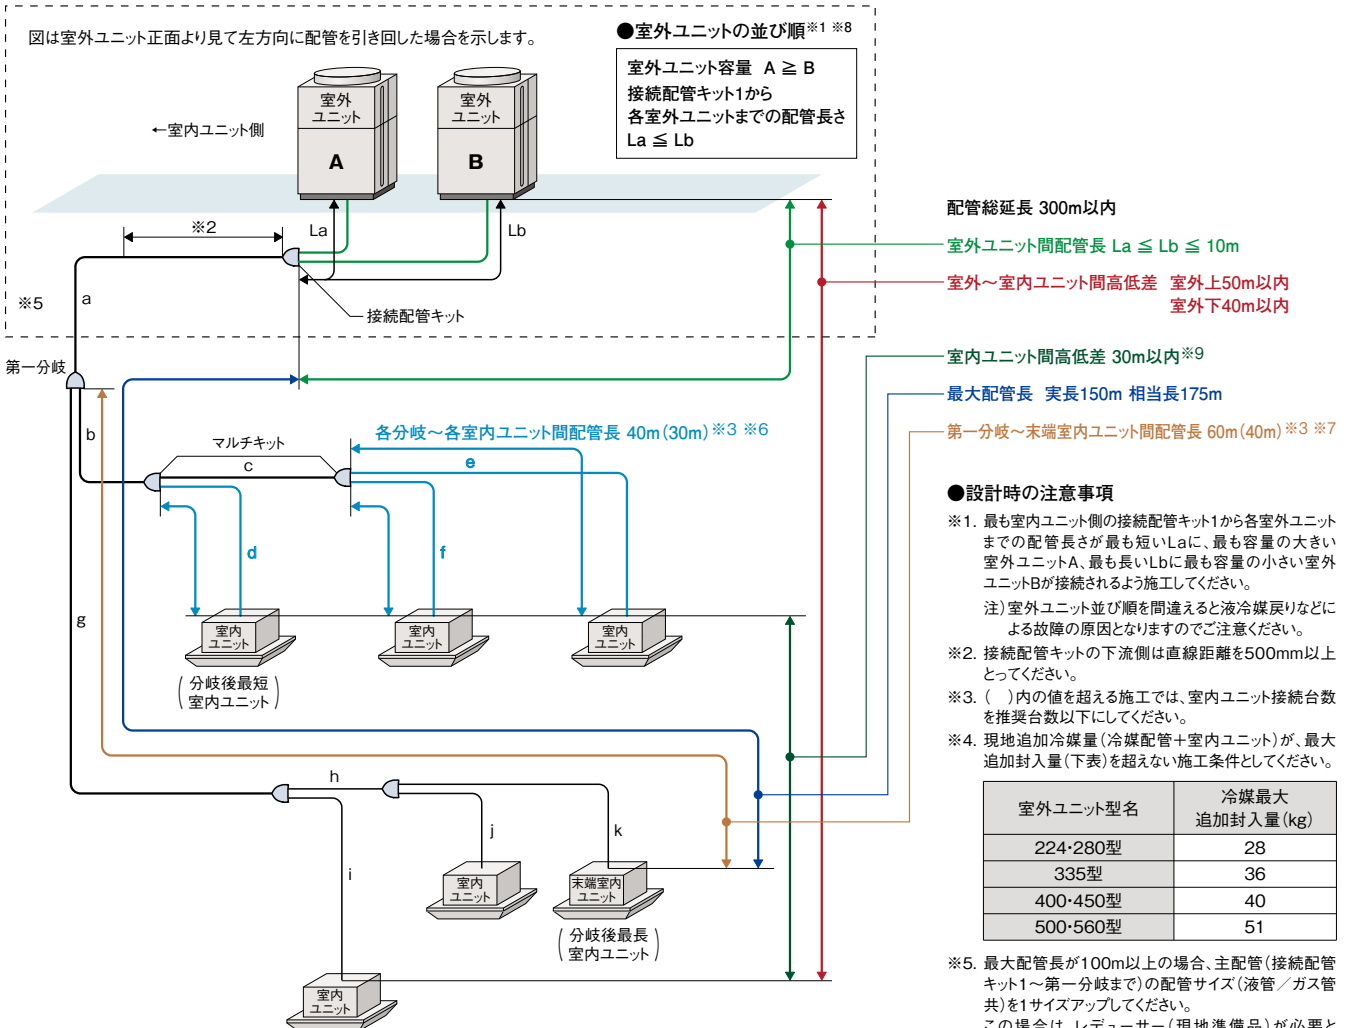 図は室外ユニット正面より見て左方向に配管を引き回した場合を示します。
●室外ユニットの並び順※1 ※8
室外ユニット容量 A ≧ B
接続配管キット1から
各室外ユニットまでの配管長さ
La ≦ Lb
←室内ユニット側
室外
ユニット
A
室外
ユニット
B
※2
La
Lb
a
※5
接続配管キット
第一分岐
配管総延長 300m以内
室外ユニット間配管長 La ≦ Lb ≦ 10m
室外～室内ユニット間高低差 室外上50m以内
室外下40m以内
室内ユニット間高低差 30m以内※9
最大配管長 実長150m 相当長175m
第一分岐～末端室内ユニット間配管長 60m(40m)※3 ※7
b
マルチキット
c
各分岐～各室内ユニット間配管長 40m(30m)※3 ※6
e
d
f
g
室内
ユニット
室内
ユニット
室内
ユニット
(分岐後最短
室内ユニット)
h
i
j
k
室内
ユニット
末端室内
ユニット
(分岐後最長
室内ユニット)
室内
ユニット
●設計時の注意事項
※1. 最も室内ユニット側の接続配管キット1から各室外ユニット
までの配管長さが最も短いLaに、最も容量の大きい
室外ユニットA、最も長いLbに最も容量の小さい室外
ユニットBが接続されるよう施工してください。
注)室外ユニット並び順を間違えると液冷媒戻りなどに
よる故障の原因となりますのでご注意ください。
※2. 接続配管キットの下流側は直線距離を500mm以上
とってください。
※3. ( )内の値を超える施工では、室内ユニット接続台数
を推奨台数以下にしてください。
※4. 現地追加冷媒量(冷媒配管+室内ユニット)が、最大
追加封入量(下表)を超えない施工条件としてください。
室外ユニット型名 冷媒最大
追加封入量(kg)
224・280型 28
335型 36
400・450型 40
500・560型 51
※5. 最大配管長が100m以上の場合、主配管(接続配管
キット1～第一分岐まで)の配管サイズ(液管/ガス管
共)を1サイズアップしてください。
この場合は、レデューサー(現地準備品)が必要と